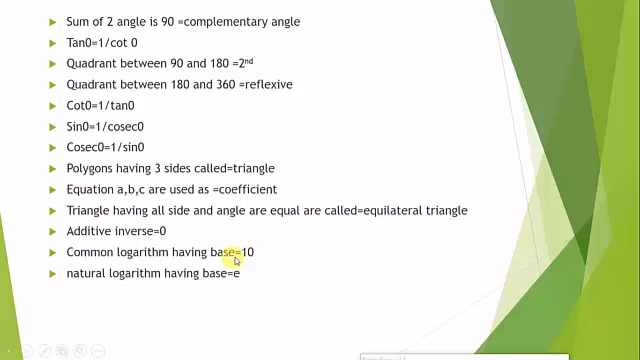 Sum of 2 angle is 90 =complementary angle
Tan0=1/cot 0
Quadrant between 90 and 180 =2nd
Quadrant between 180 and 360 =reflexive
Cot0=1/tan0
Sin0=1/cosec0
Cosec0=1/sin0
Polygons having 3 sides called=triangle
Equation a,b,c are used as =coefficient
Triangle having all side and angle are equal are called=equilateral triangle
Additive inverse=0
Common logarithm having base=10
natural logarithm having base=e